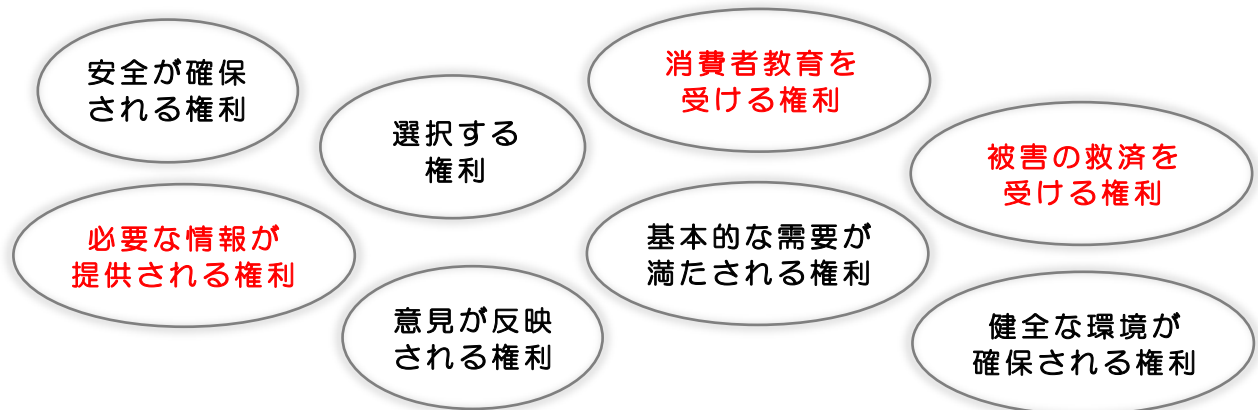 安全が確保
される権利
選択する
権利
消費者教育を
受ける権利
被害の救済を
受ける権利
必要な情報が
提供される権利
意見が反映
される権利
基本的な需要が
満たされる権利
健全な環境が
確保される権利